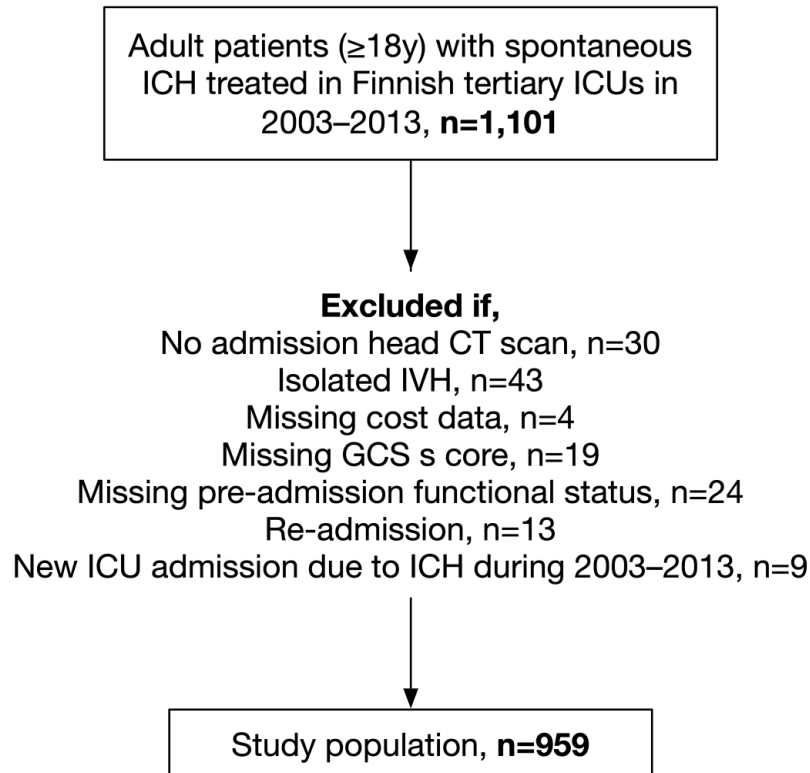 Adult patients (≥18y) with spontaneous
ICH treated in Finnish tertiary ICUs in
2003–2013, n=1,101
Excluded if,
No admission head CT scan, n=30
Isolated IVH, n=43
Missing cost data, n=4
Missing GCS s core, n=19
Missing pre-admission functional status, n=24
Re-admission, n=13
New ICU admission due to ICH during 2003–2013, n=9
Study population, n=959